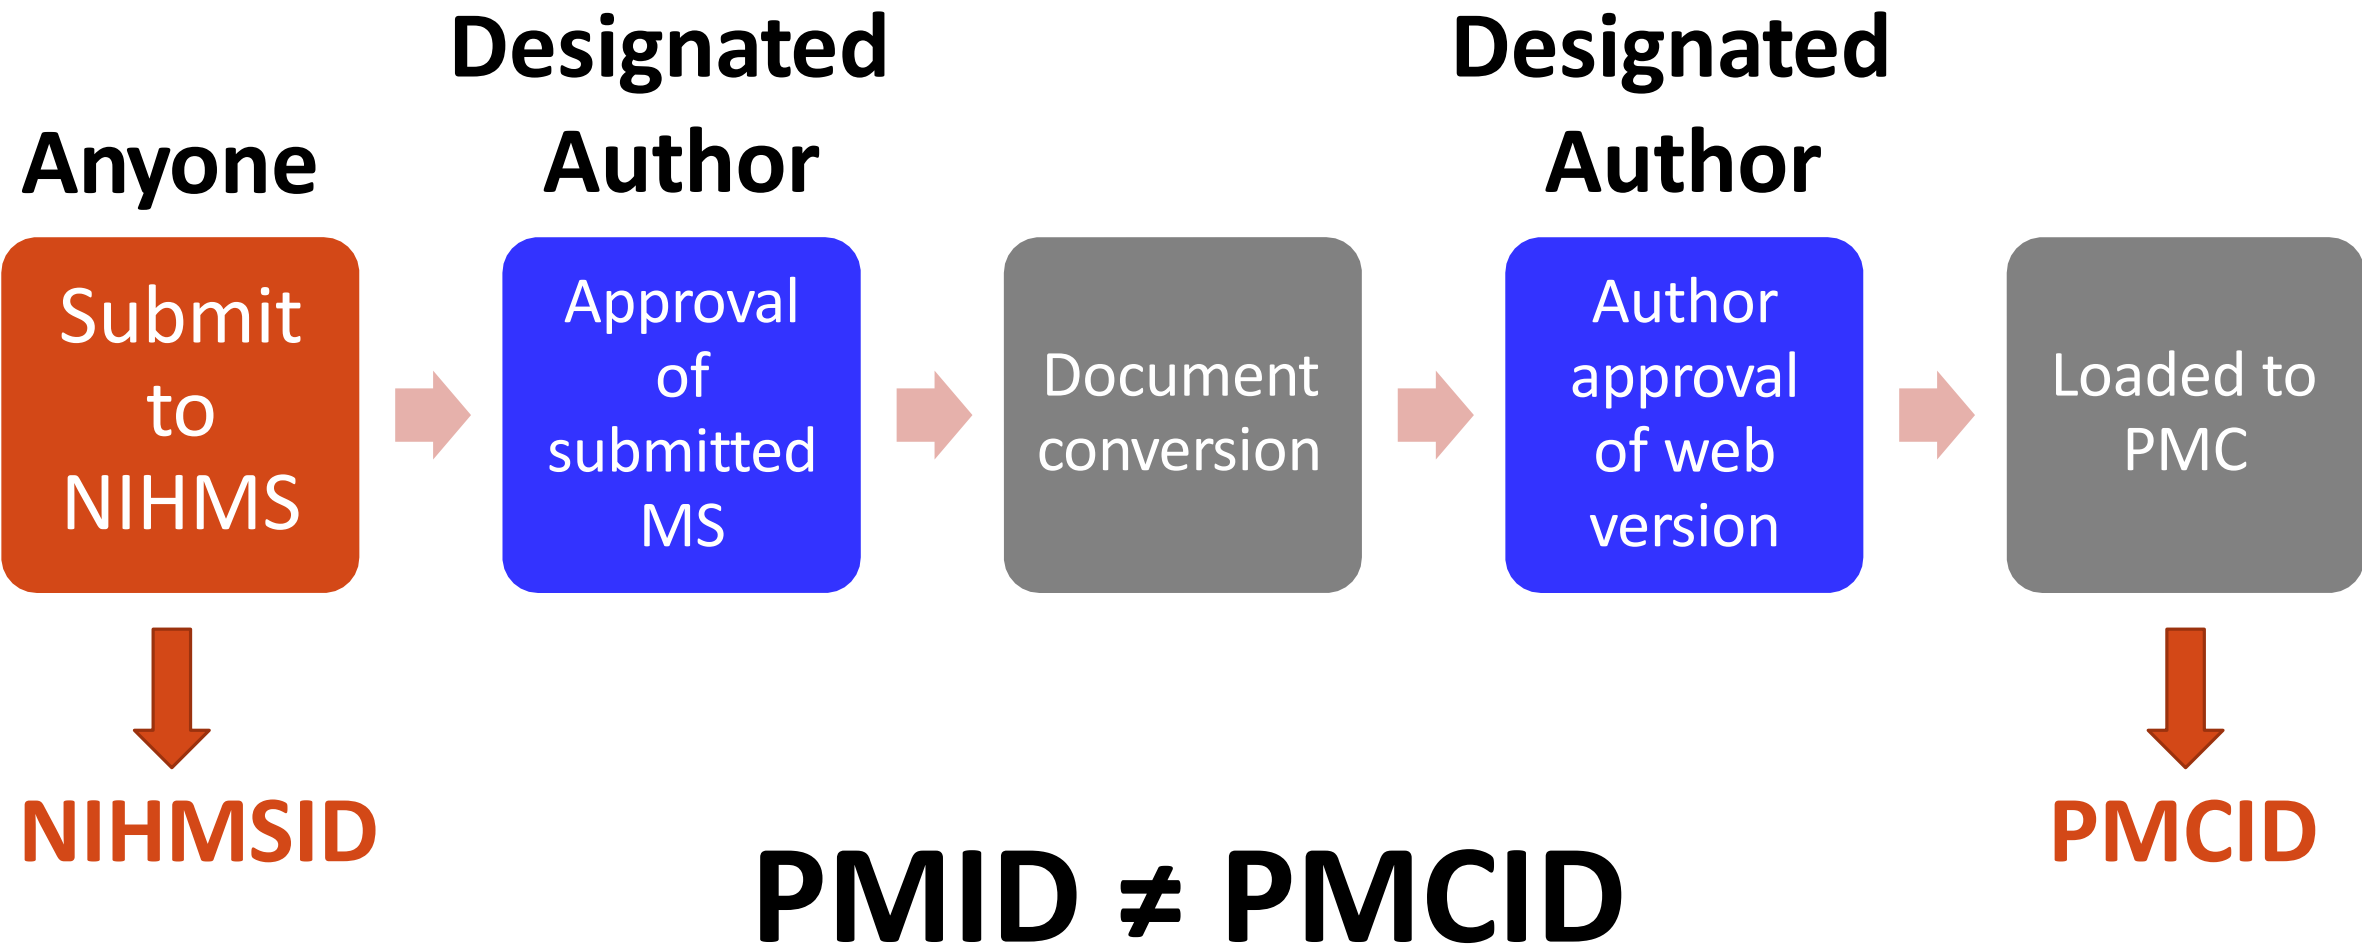 Anyone
Designated
Author
Designated
Author
Submit
to
NIHMS
Approval
of
submitted
MS
Document
conversion
Author
approval
of web
version
Loaded to
PMC
NIHMSID
PMCID
PMID ≠ PMCID